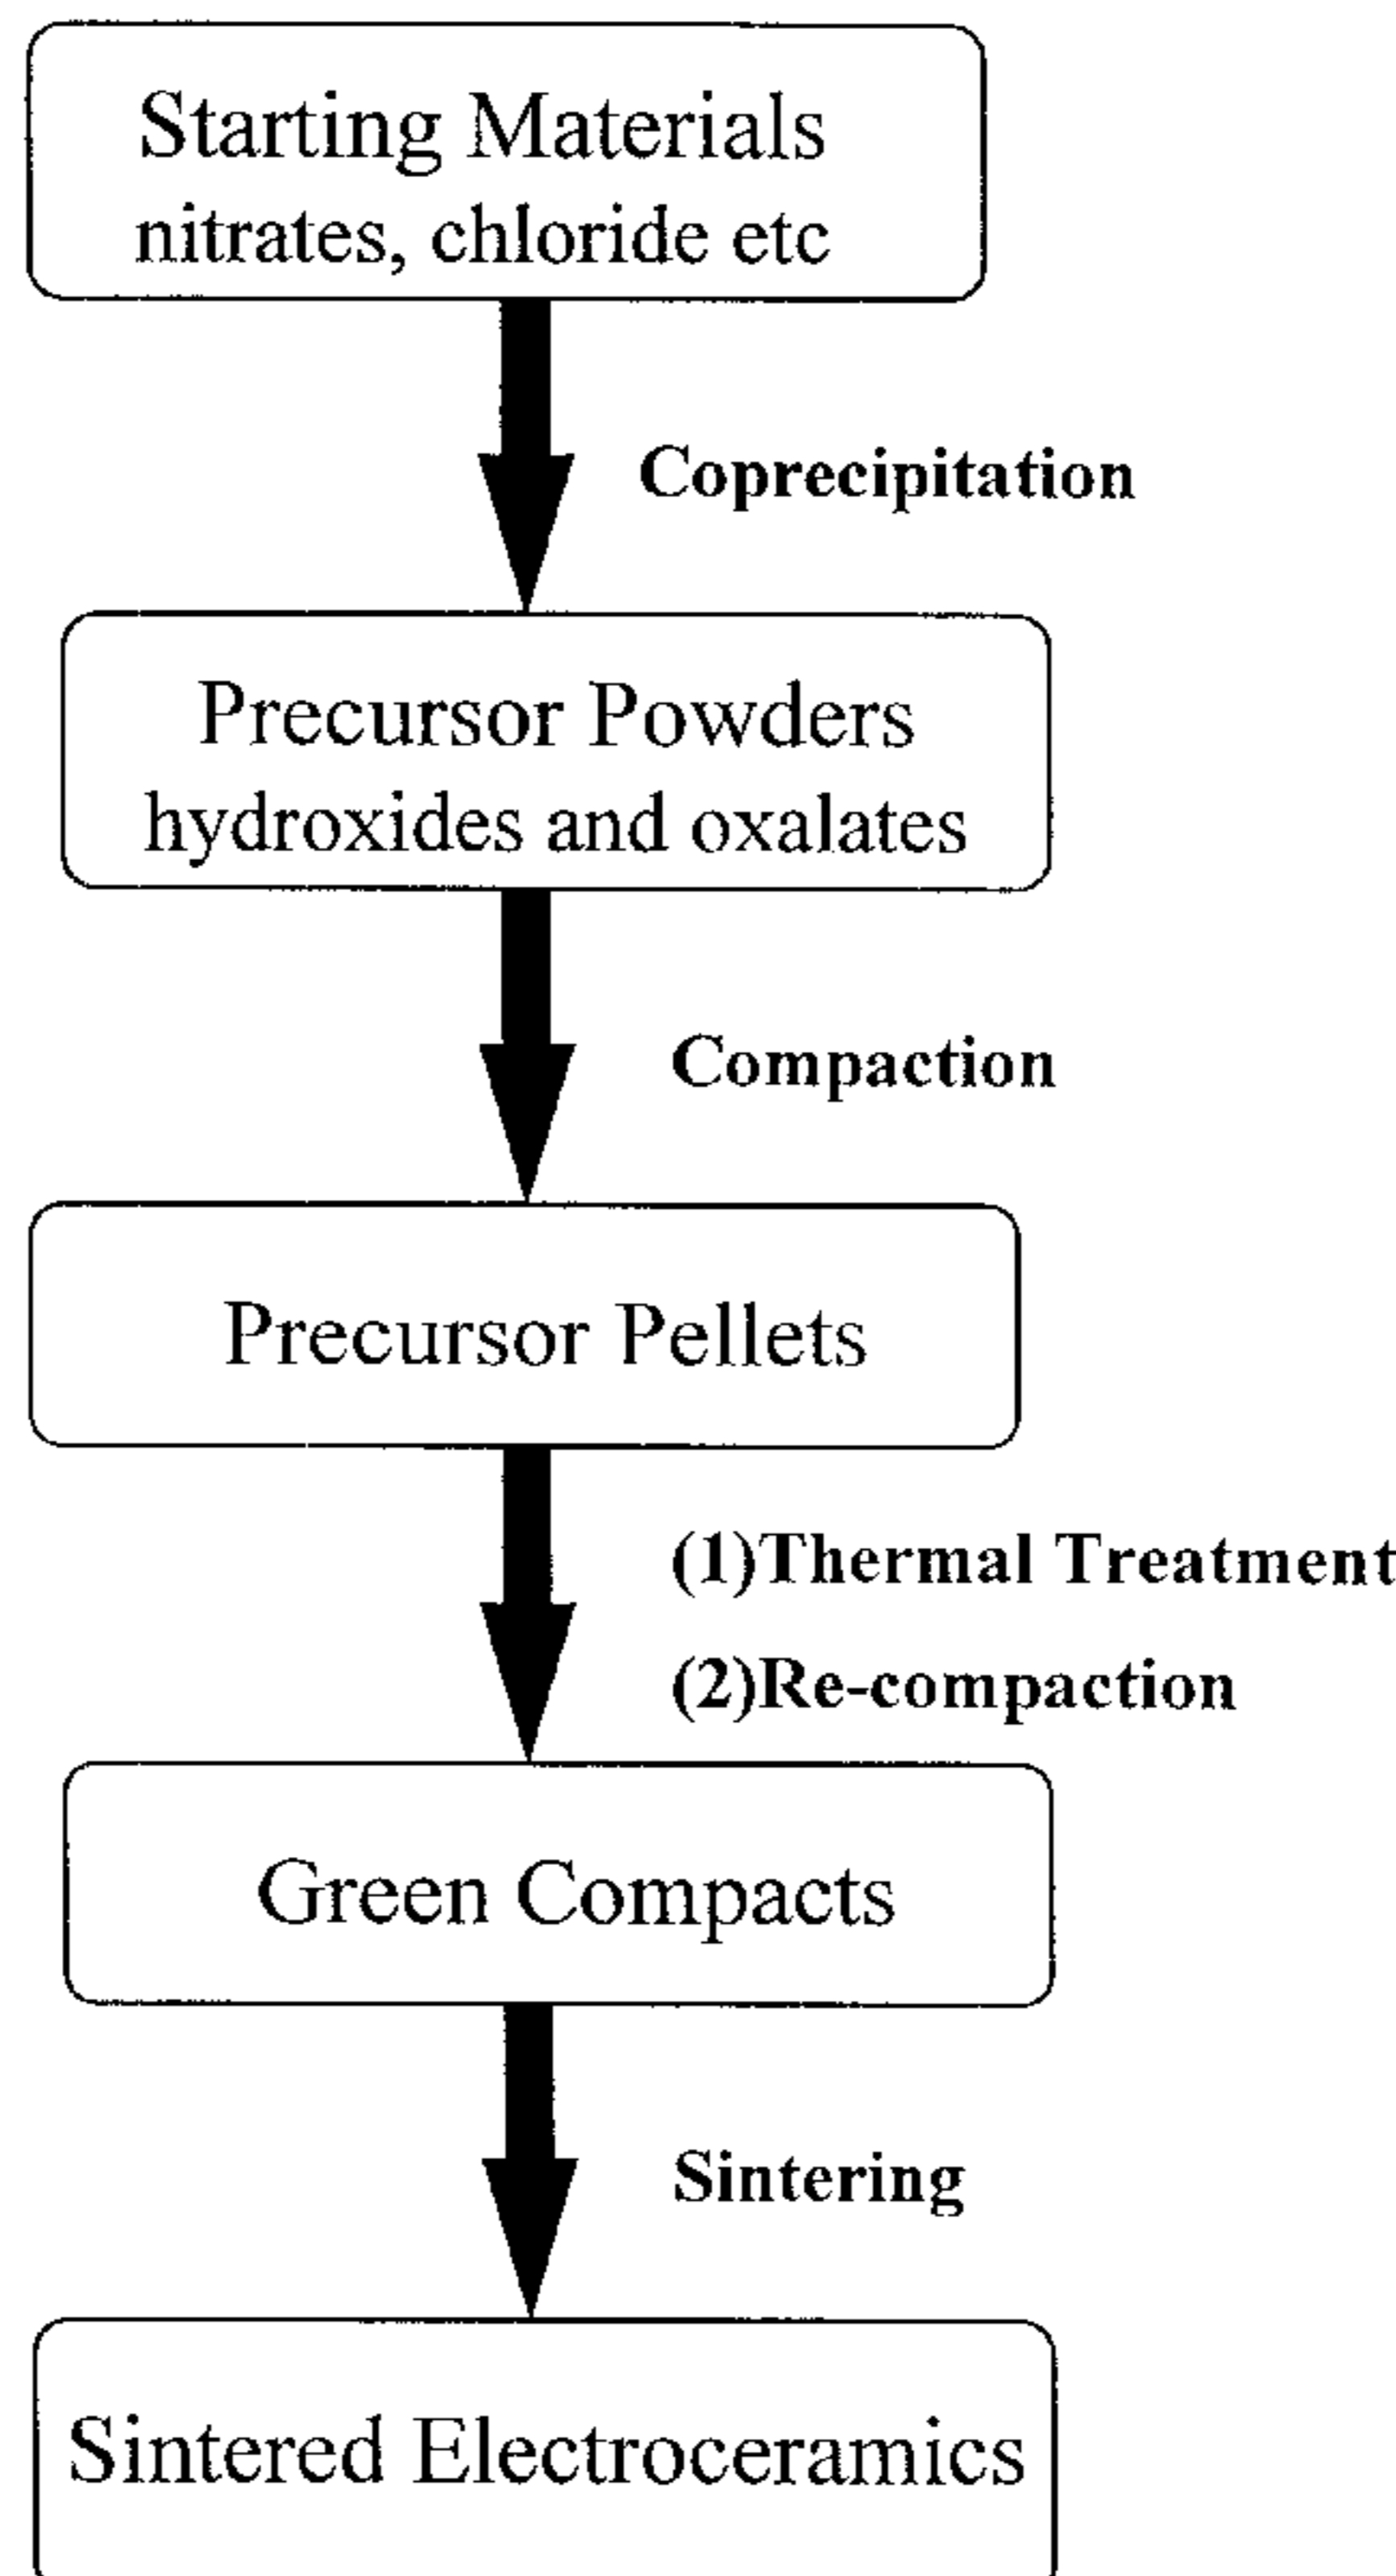 Starting Materials
nitrates, chloride etc
Coprecipitation
Precursor Powders
hydroxides and oxalates
Compaction
Precursor Pellets
(1)Thermal Treatment
(2)Re-compaction
Green Compacts
Sintering
Sintered Electroceramics